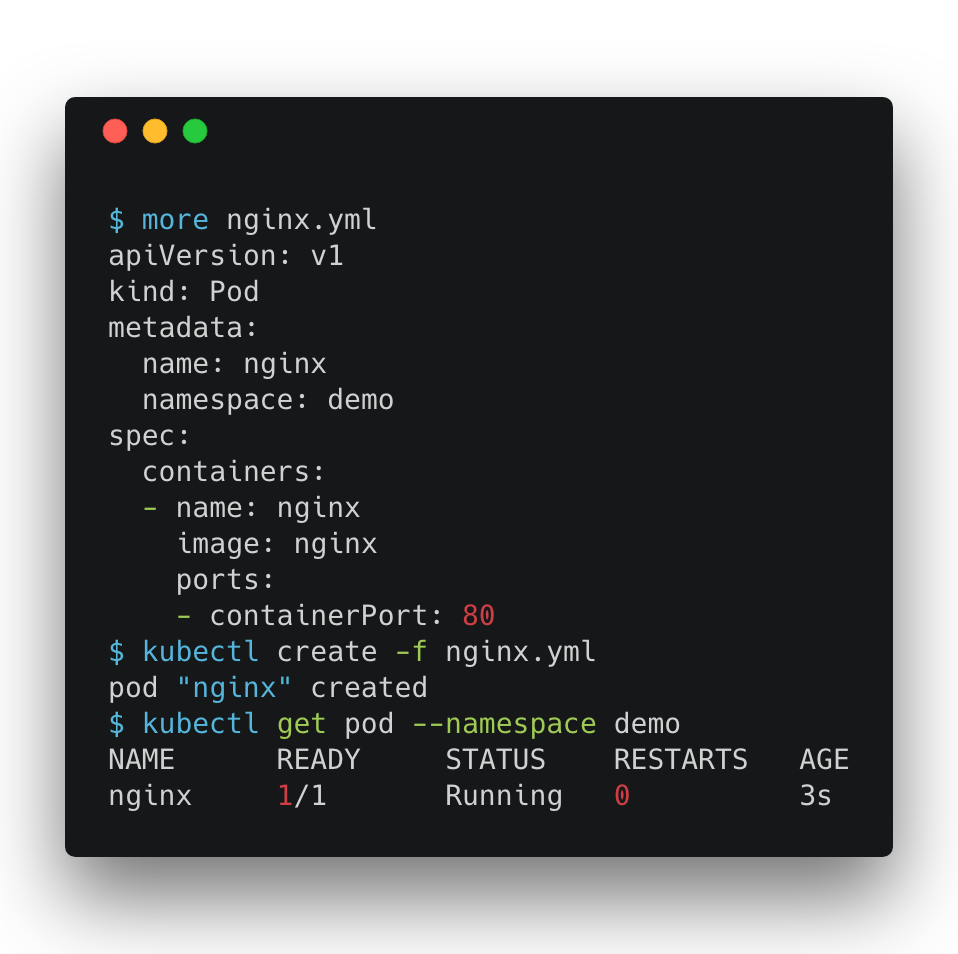 $ more nginx.yml
apiVersion: v1
kind: Pod
metadata:
  name: nginx
  namespace: demo
spec:
  containers:
  - name: nginx
    image: nginx
    ports:
    - containerPort: 80
$ kubectl create -f nginx.yml
pod "nginx" created
$ kubectl get pod --namespace demo
NAME      READY     STATUS    RESTARTS   AGE
nginx     1/1       Running   0          3s